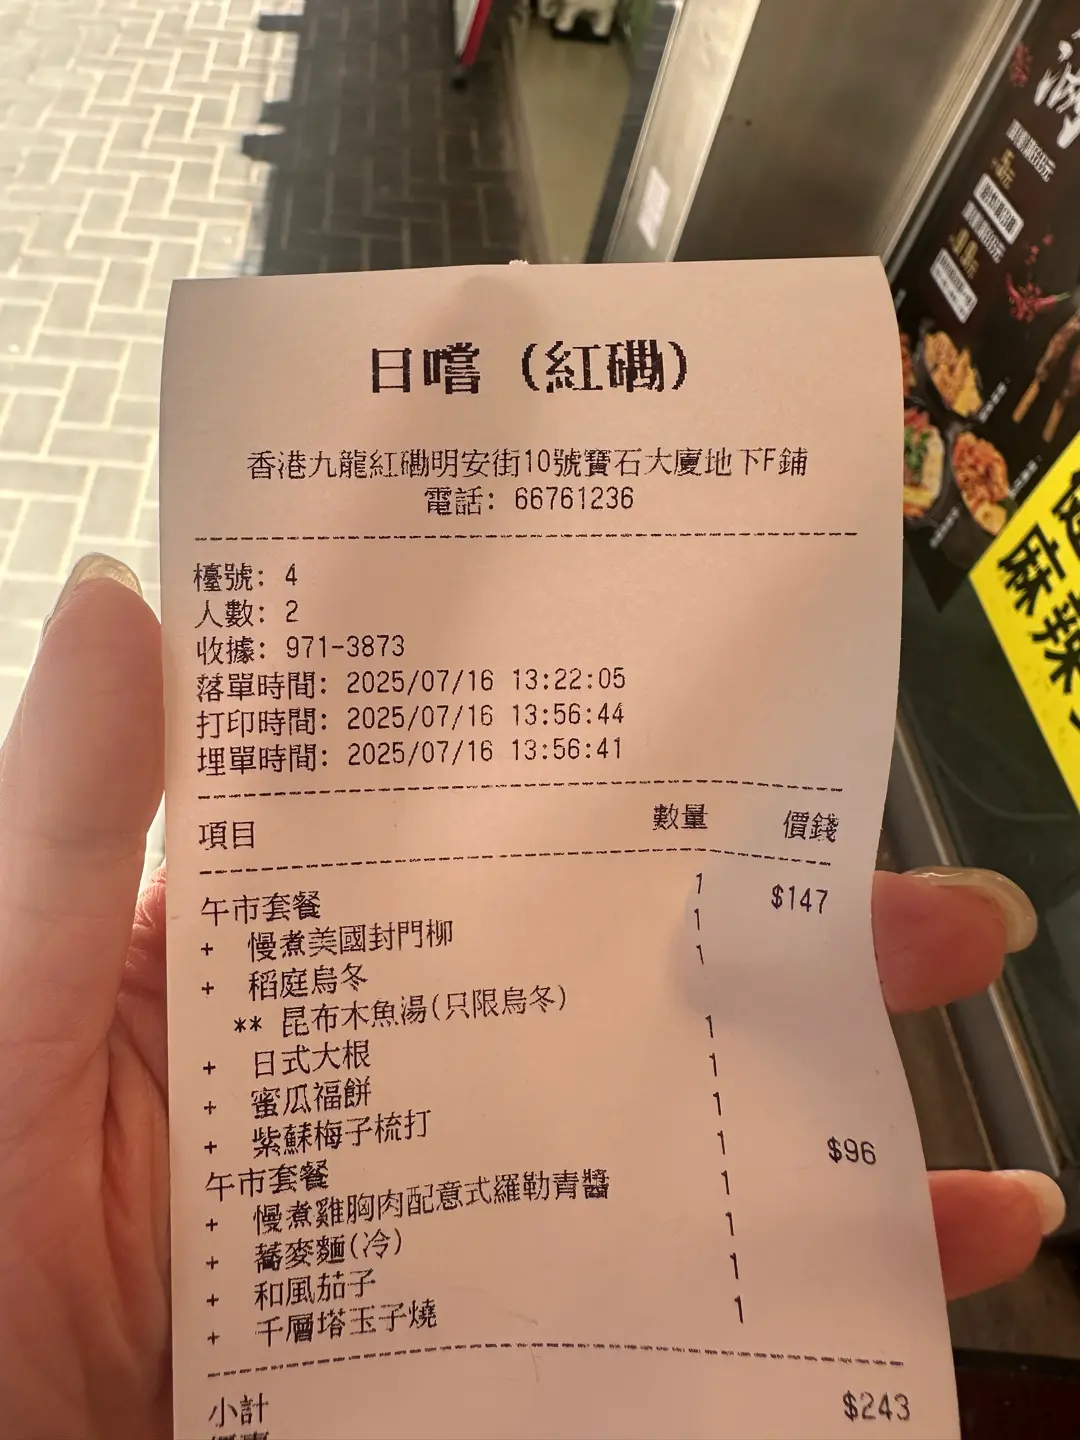 日嚐 (紅磡)
香港九龍紅磡明安街10號寶石大廈地下F鋪
電話: 66761236
檯號: 4
人數: 2
收據: 971-3873
落單時間: 2025/07/16 13:22:05
打印時間: 2025/07/16 13:56:44
埋單時間: 2025/07/16 13:56:41
項目 數量 價錢
午市套餐 1 $147
+ 慢煮美國封門柳 1
+ 稻庭烏冬 1
** 昆布木魚湯(只限烏冬)
+ 日式大根 1
+ 蜜瓜福餅 1
+ 紫蘇梅子梳打 1
午市套餐 1 $96
+ 慢煮雞胸肉配意式羅勒青醬 1
+ 蕎麥麵(冷) 1
+ 和風茄子 1
+ 千層塔玉子燒 1
小計 $243
麻辣